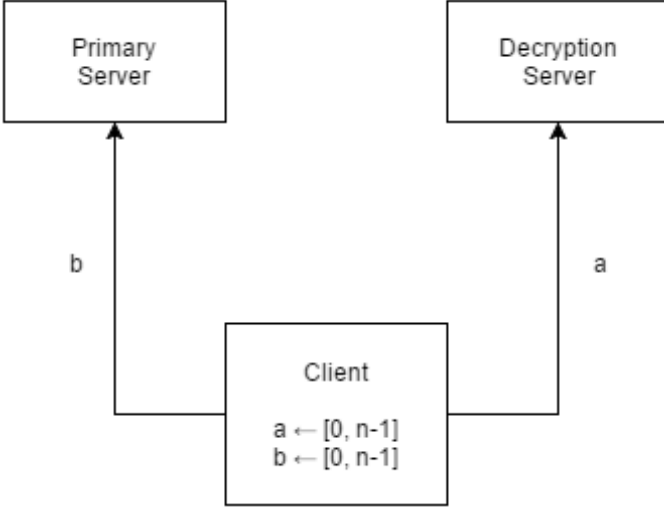 Primary
Server
Decryption
Server
b
a
Client
a ← [0, n-1]
b ← [0, n-1]